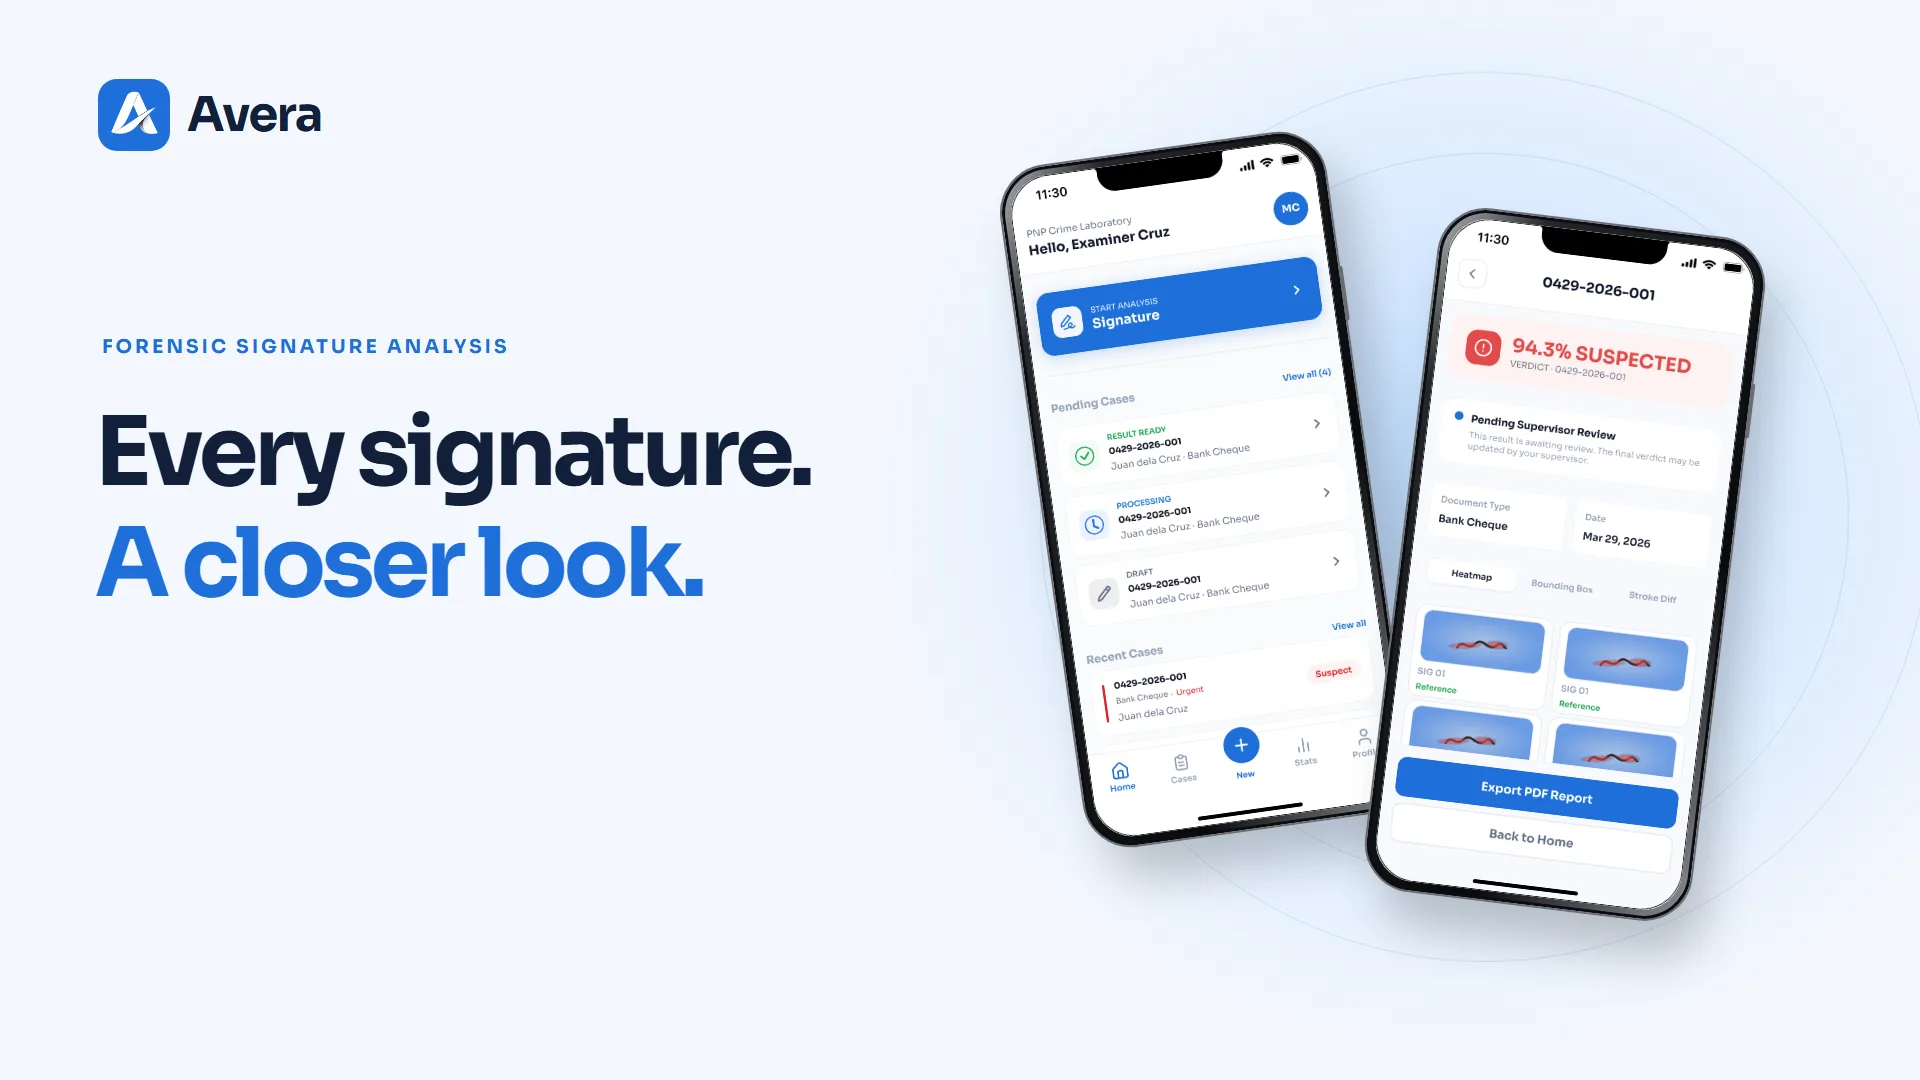 Avera
FORENSIC SIGNATURE ANALYSIS
Every signature.
A closer look.
11:30
PNP Crime Laboratory
Hello, Examiner Cruz
MC
START ANALYSIS
Signature
Pending Cases
View all (4)
RESULT READY
0429-2026-001
Juan dela Cruz · Bank Cheque
PROCESSING
0429-2026-001
Juan dela Cruz · Bank Cheque
DRAFT
0429-2026-001
Juan dela Cruz · Bank Cheque
Recent Cases
View all
0429-2026-001
Bank Cheque · Urgent
Juan dela Cruz
Suspect
Home
Cases
New
Stats
Profil
11:30
0429-2026-001
94.3% SUSPECTED
VERDICT · 0429-2026-001
Pending Supervisor Review
This result is awaiting review. The final verdict may be
updated by your supervisor.
Document Type
Bank Cheque
Date
Mar 29, 2026
Heatmap
Bounding Box
Stroke Diff
SIG 01
Reference
SIG 01
Reference
Export PDF Report
Back to Home